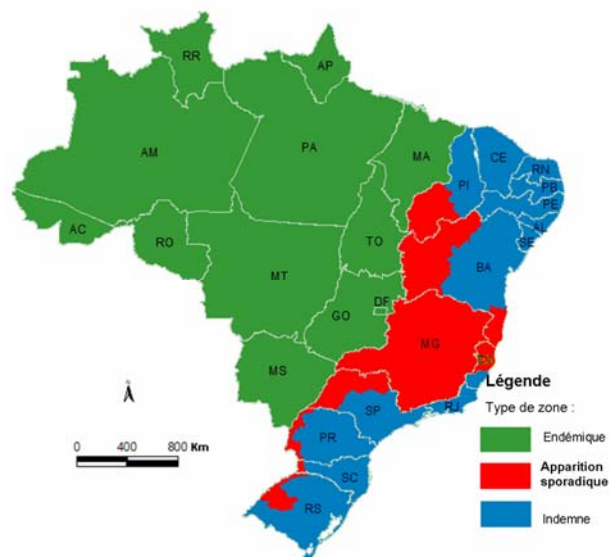 RR
AP
AM
PA
MA
CE
RN
PI
PB
PE
AC
AL
SE
RO
TO
BA
MT
DF
GO
MG
ES
MS
SP
RJ
PR
SC
RS
0 400 800 Km
Légende
Type de zone :
Endémique
Apparition
sporadique
Indemne